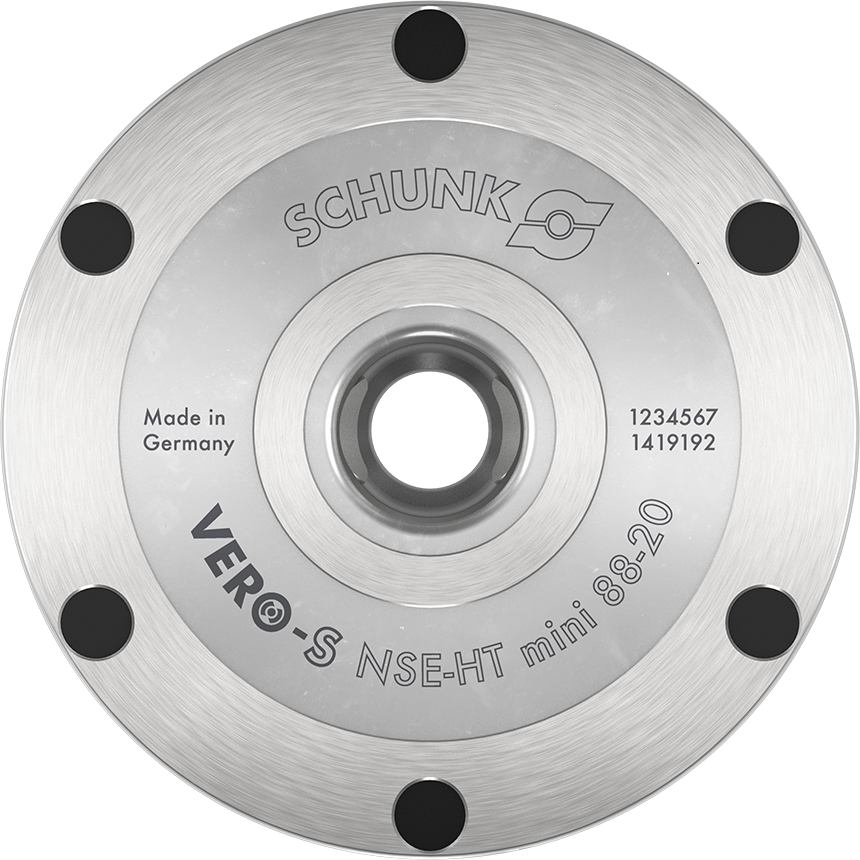 SCHUNK
Made in
Germany
1234567
1419192
VERO-S NSE-HT mini 88-20